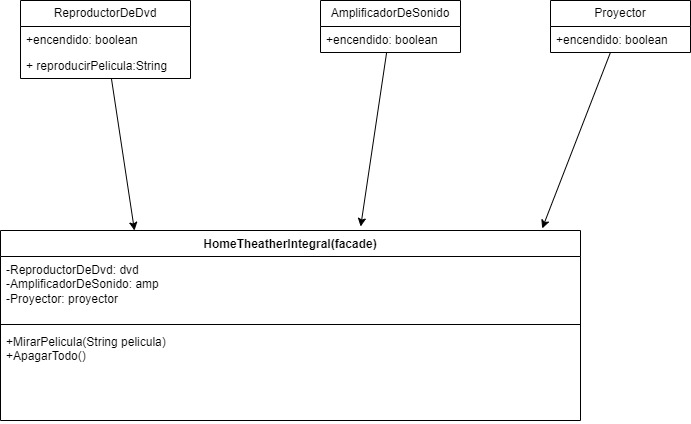 ReproductorDeDvd
+encendido: boolean
+ reproducirPelicula:String
AmplificadorDeSonido
+encendido: boolean
Proyector
+encendido: boolean
HomeTheatherIntegral(facade)
-ReproductorDeDvd: dvd
-AmplificadorDeSonido: amp
-Proyector: proyector
+MirarPelicula(String pelicula)
+ApagarTodo()